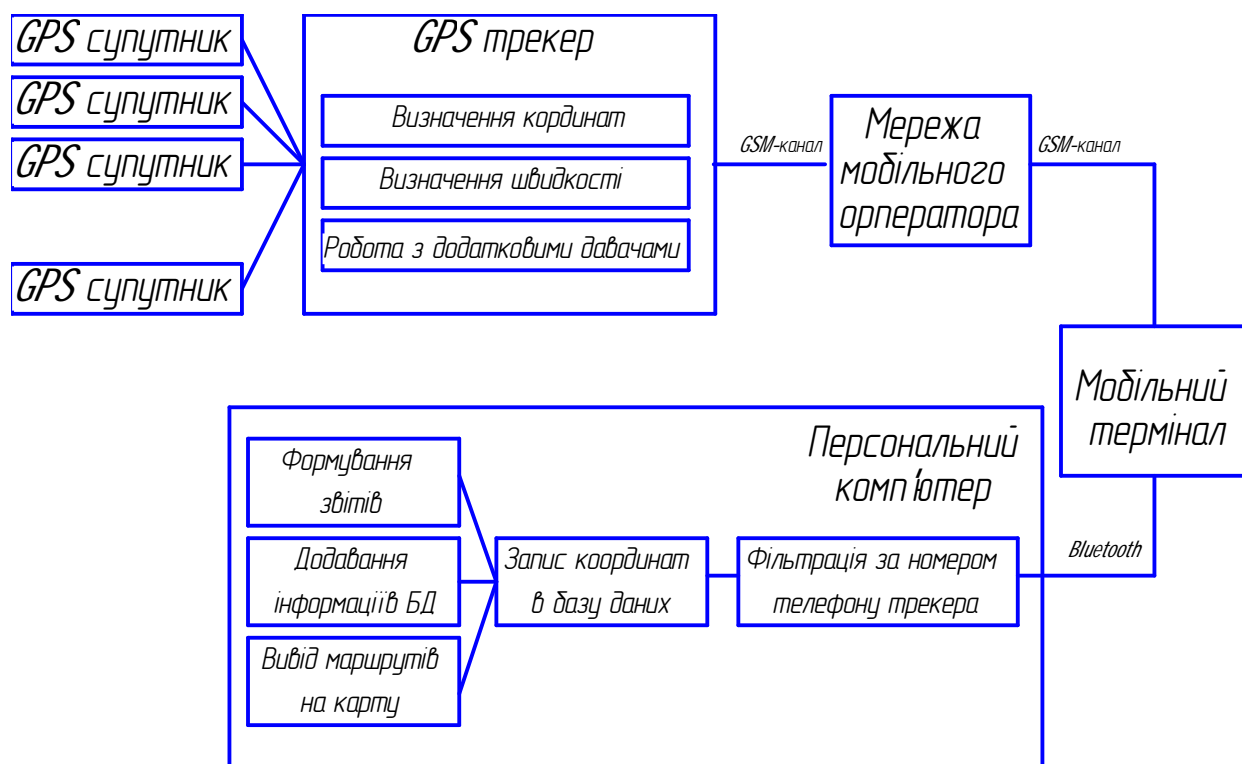 GPS супутник
GPS супутник
GPS супутник
GPS супутник
GPS трекер
Визначення кординат
Визначення швидкості
Робота з додатковими давачами
GSM-канал
Мережа
мобільного
орператора
GSM-канал
Мобільний
термінал
Bluetooth
Персональний
комп'ютер
Фільтрація за номером
телефону трекера
Запис координат
в базу даних
Формування
звітів
Додавання
інформаціїв БД
Вивід маршрутів
на карту